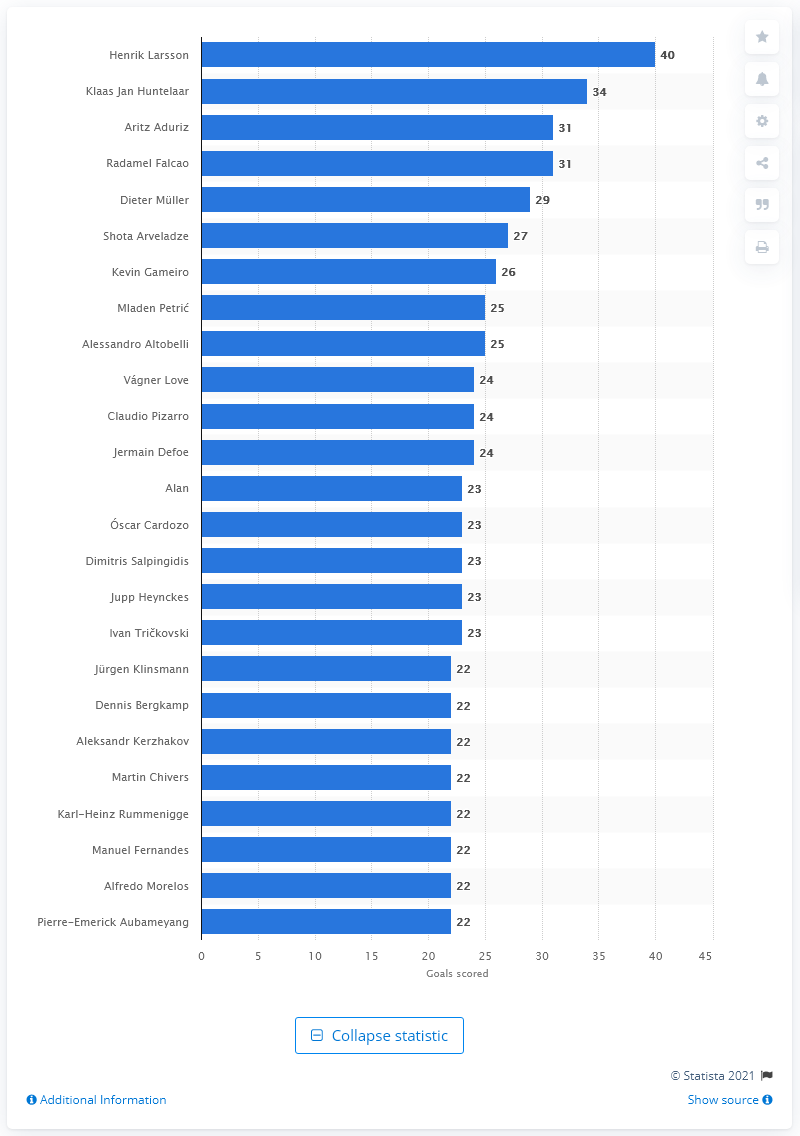 Henrik Larsson 40
Klaas Jan Huntelaar 34
Aritz Aduriz 31
Radamel Falcao 31
Dieter Müller 29
Shota Arveladze 27
Kevin Gameiro 26
Mladen Petrić 25
Alessandro Altobelli 25
Vágner Love 24
Claudio Pizarro 24
Jermain Defoe 24
Alan 23
Óscar Cardozo 23
Dimitris Salpingidis 23
Jupp Heynckes 23
Ivan Tričkovski 23
Jürgen Klinsmann 22
Dennis Bergkamp 22
Aleksandr Kerzhakov 22
Martin Chivers 22
Karl-Heinz Rummenigge 22
Manuel Fernandes 22
Alfredo Morelos 22
Pierre-Emerick Aubameyang 22
0 5 10 15 20 25 30 35 40 45
Goals scored
Collapse statistic
© Statista 2021
Additional Information
Show source